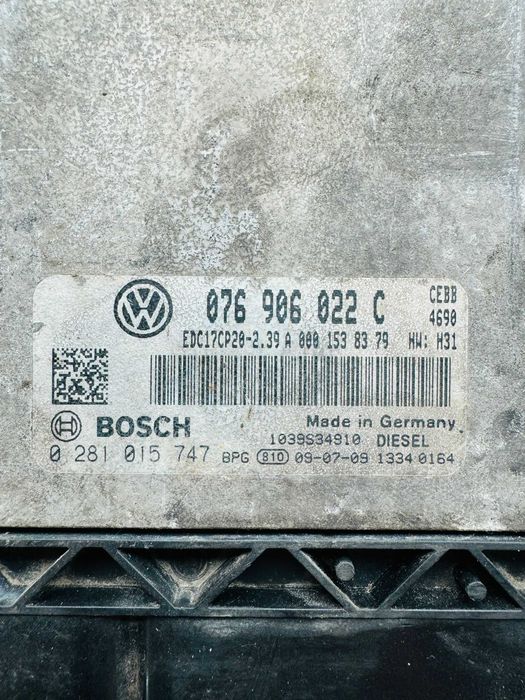 076 906 022 C CEBB
4690
EDC17CP20-2.39 A 000 153 83 79 HW: H31
BOSCH Made in Germany
1039S34910 DIESEL
0 281 015 747 BPG 810 09-07-09 1334 0164